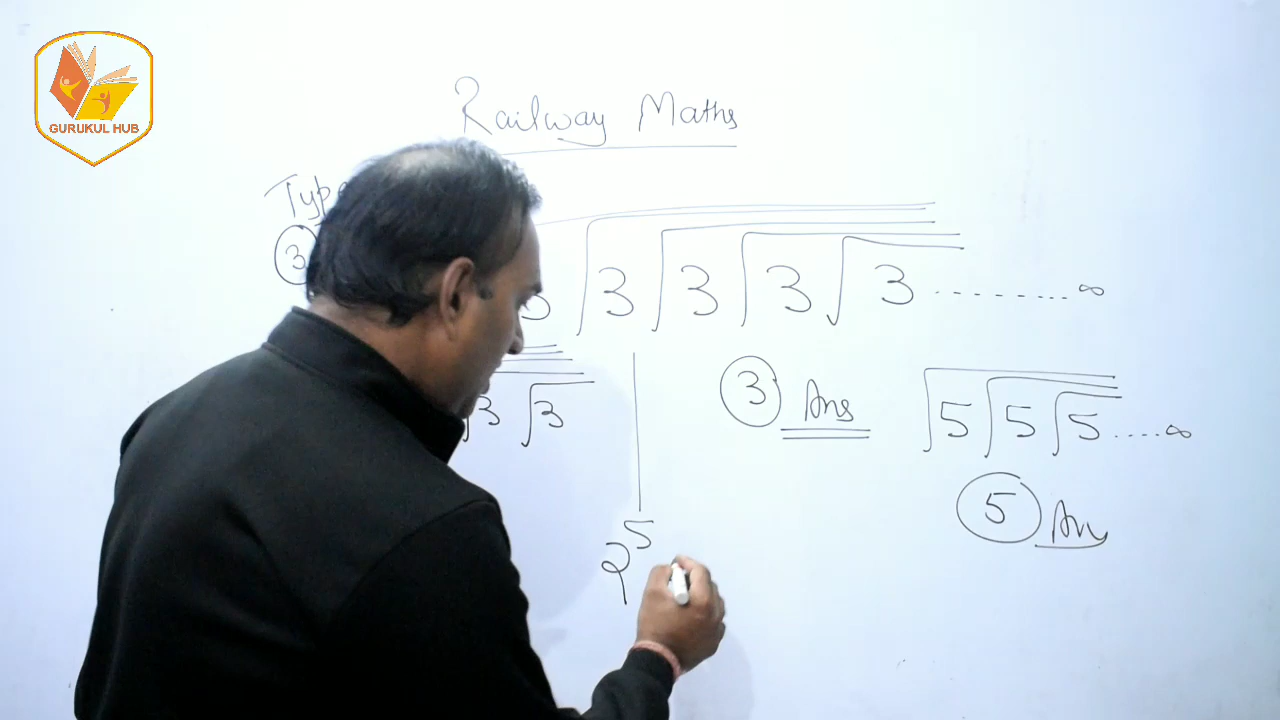 GURUKUL HUB
Railway Maths
Type
3
√3√3√3√3 ........ ∞
√3
3 Ans
√5√5√5 .... ∞
5 Ans
2^5